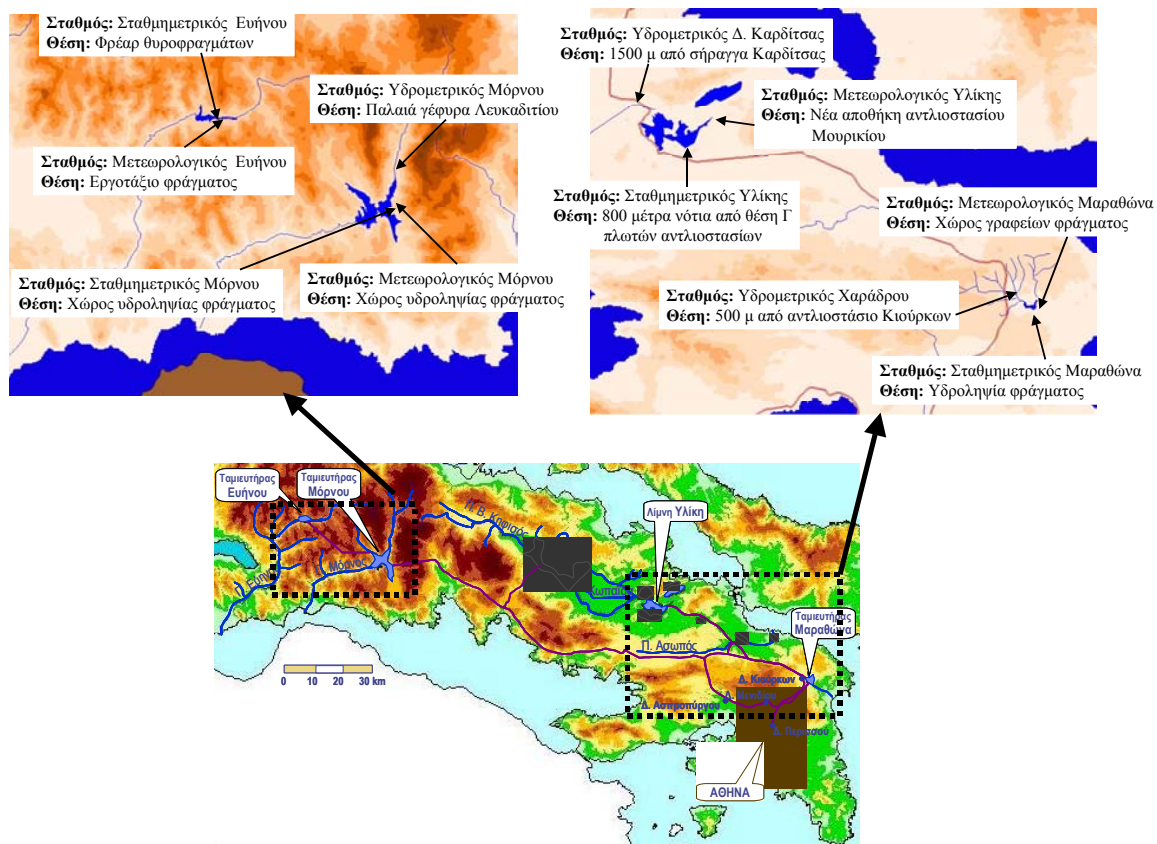 Σταθμός: Σταθμημετρικός Ευήνου
Θέση: Φρέαρ θυροφραγμάτων
Σταθμός: Υδρομετρικός Μόρνου
Θέση: Παλαιά γέφυρα Λευκαδιτίου
Σταθμός: Μετεωρολογικός Ευήνου
Θέση: Εργοτάξιο φράγματος
Σταθμός: Σταθμημετρικός Μόρνου
Θέση: Χώρος υδροληψίας φράγματος
Σταθμός: Μετεωρολογικός Μόρνου
Θέση: Χώρος υδροληψίας φράγματος
Σταθμός: Υδρομετρικός Δ. Καρδίτσας
Θέση: 1500 μ από σήραγγα Καρδίτσας
Σταθμός: Μετεωρολογικός Υλίκης
Θέση: Νέα αποθήκη αντλιοστασίου
Μουρικίου
Σταθμός: Σταθμημετρικός Υλίκης
Θέση: 800 μέτρα νότια από θέση Γ
πλωτών αντλιοστασίων
Σταθμός: Μετεωρολογικός Μαραθώνα
Θέση: Χώρος γραφείων φράγματος
Σταθμός: Υδρομετρικός Χαράδρου
Θέση: 500 μ από αντλιοστάσιο Κιούρκων
Σταθμός: Σταθμημετρικός Μαραθώνα
Θέση: Υδροληψία φράγματος
Ταμιευτήρας
Ευήνου
Ταμιευτήρας
Μόρνου
Π. Β. Κηφισός
Λίμνη Υλίκη
Μόρνος
Ταμιευτήρας
Μαραθώνα
Π. Ασωπός
Δ. Κιούρκων
Δ. Μενιδίου
Δ. Ασπροπύργου
ΑΘΗΝΑ
0 10 20 30 km